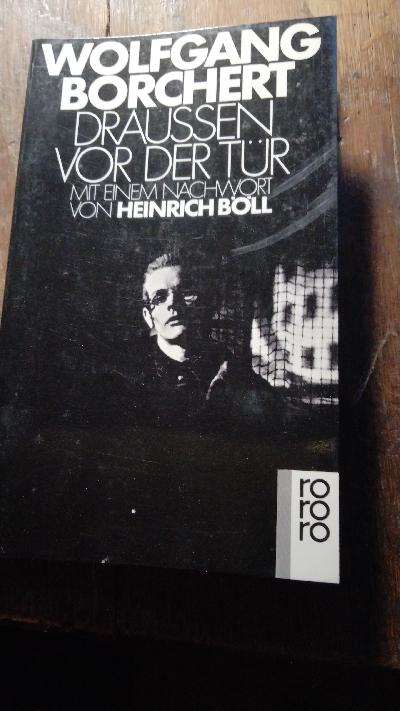 WOLFGANG
BORCHERT
DRAUSSEN
VOR DER TÜR
MIT EINEM NACHWORT
VON HEINRICH BÖLL
ro
ro
ro